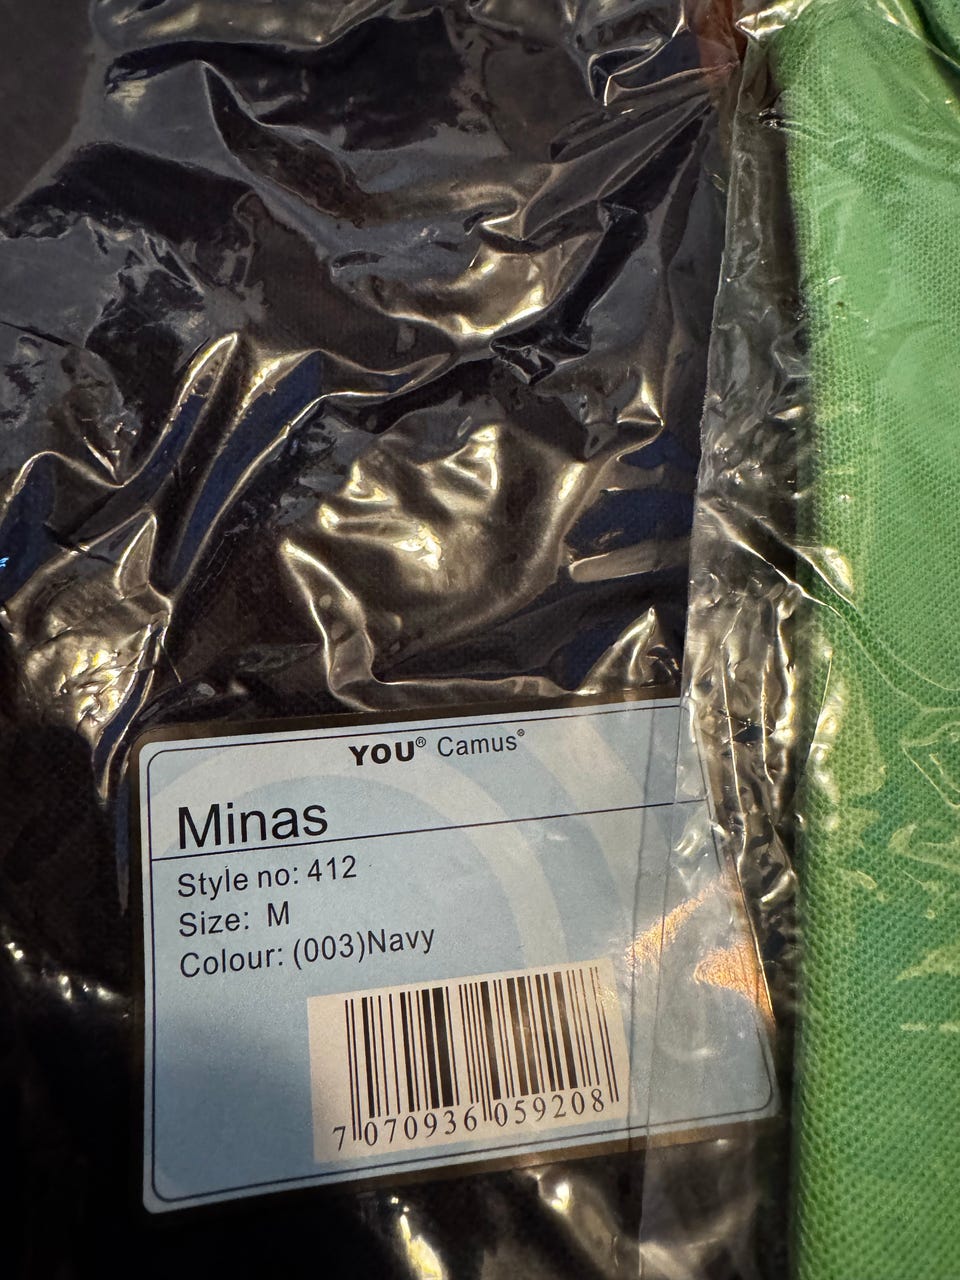 YOU® Camus®
Minas
Style no: 412
Size: M
Colour: (003)Navy
7 070936 059208